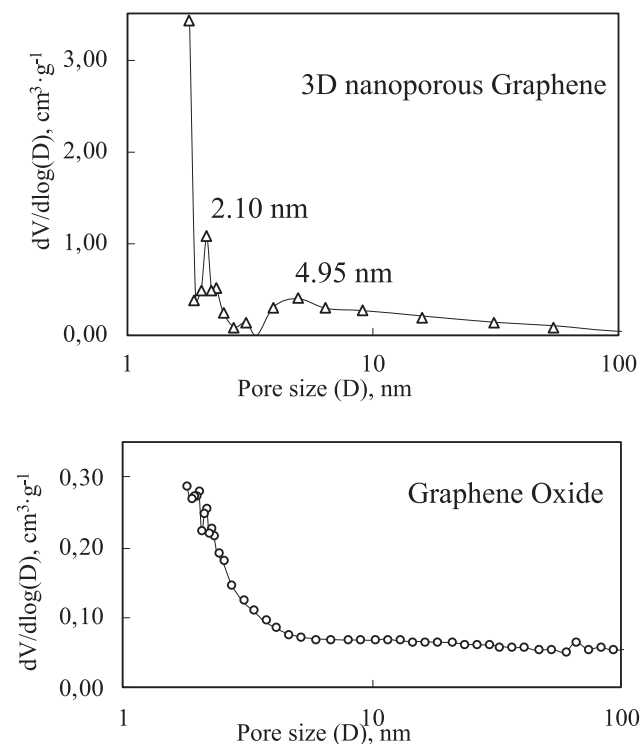 3,00
2,00
1,00
0,00
dV/dlog(D), cm³·g⁻¹
3D nanoporous Graphene
2.10 nm
4.95 nm
1 10 100
Pore size (D), nm
0,30
0,20
0,10
0,00
dV/dlog(D), cm³·g⁻¹
Graphene Oxide
1 10 100
Pore size (D), nm